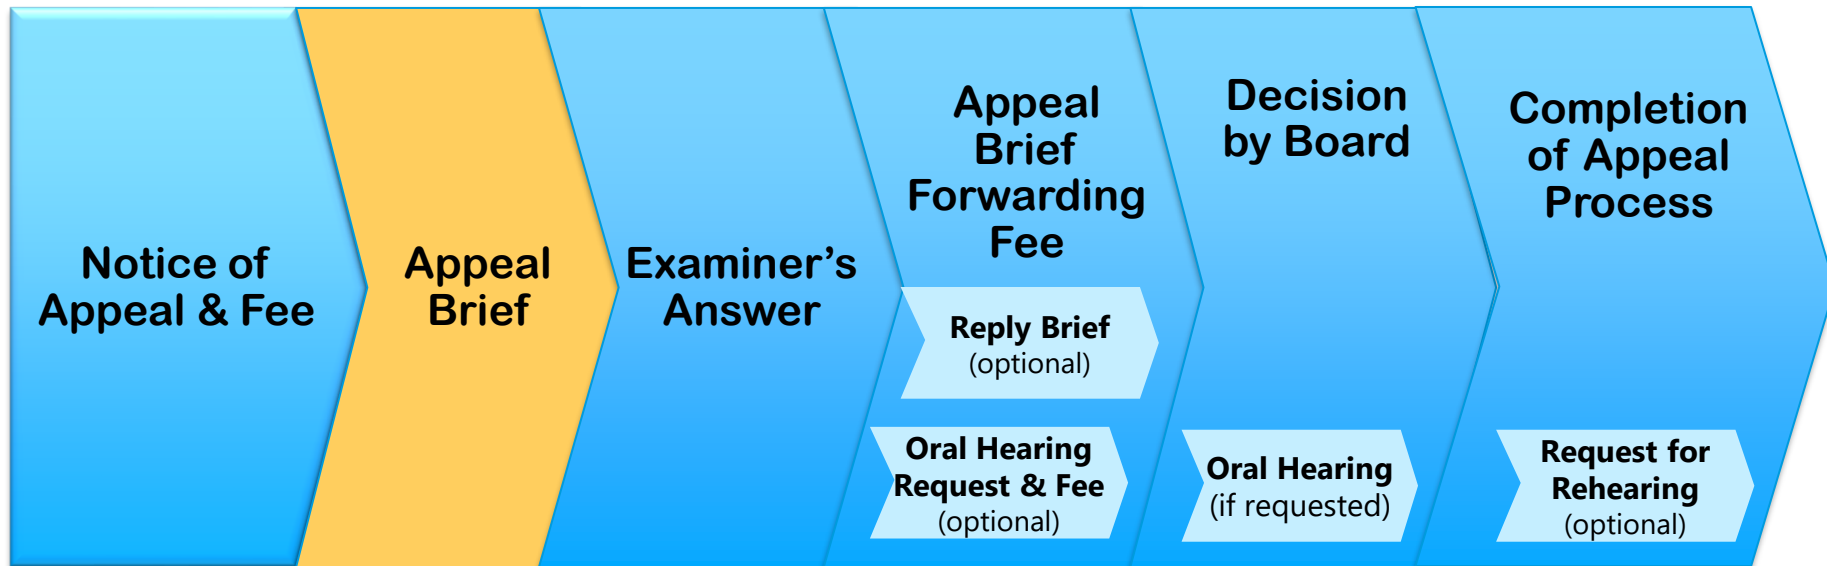 Notice of
Appeal & Fee
Appeal
Brief
Examiner’s
Answer
Appeal
Brief
Forwarding
Fee
Reply Brief
(optional)
Oral Hearing
Request & Fee
(optional)
Decision
by Board
Oral Hearing
(if requested)
Completion
of Appeal
Process
Request for
Rehearing
(optional)